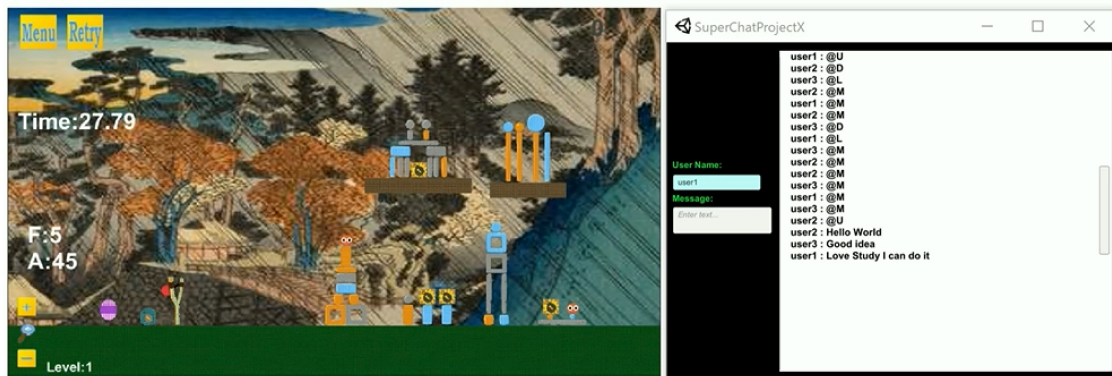 Menu Retry
Time:27.79
F:5
A:45
+
−
Level:1
SuperChatProjectX
User Name:
user1
Message:
Enter text...
user1 : @U
user2 : @D
user3 : @L
user2 : @M
user1 : @M
user2 : @M
user3 : @D
user1 : @L
user3 : @M
user2 : @M
user2 : @M
user3 : @M
user1 : @M
user3 : @M
user2 : @U
user2 : Hello World
user3 : Good idea
user1 : Love Study I can do it